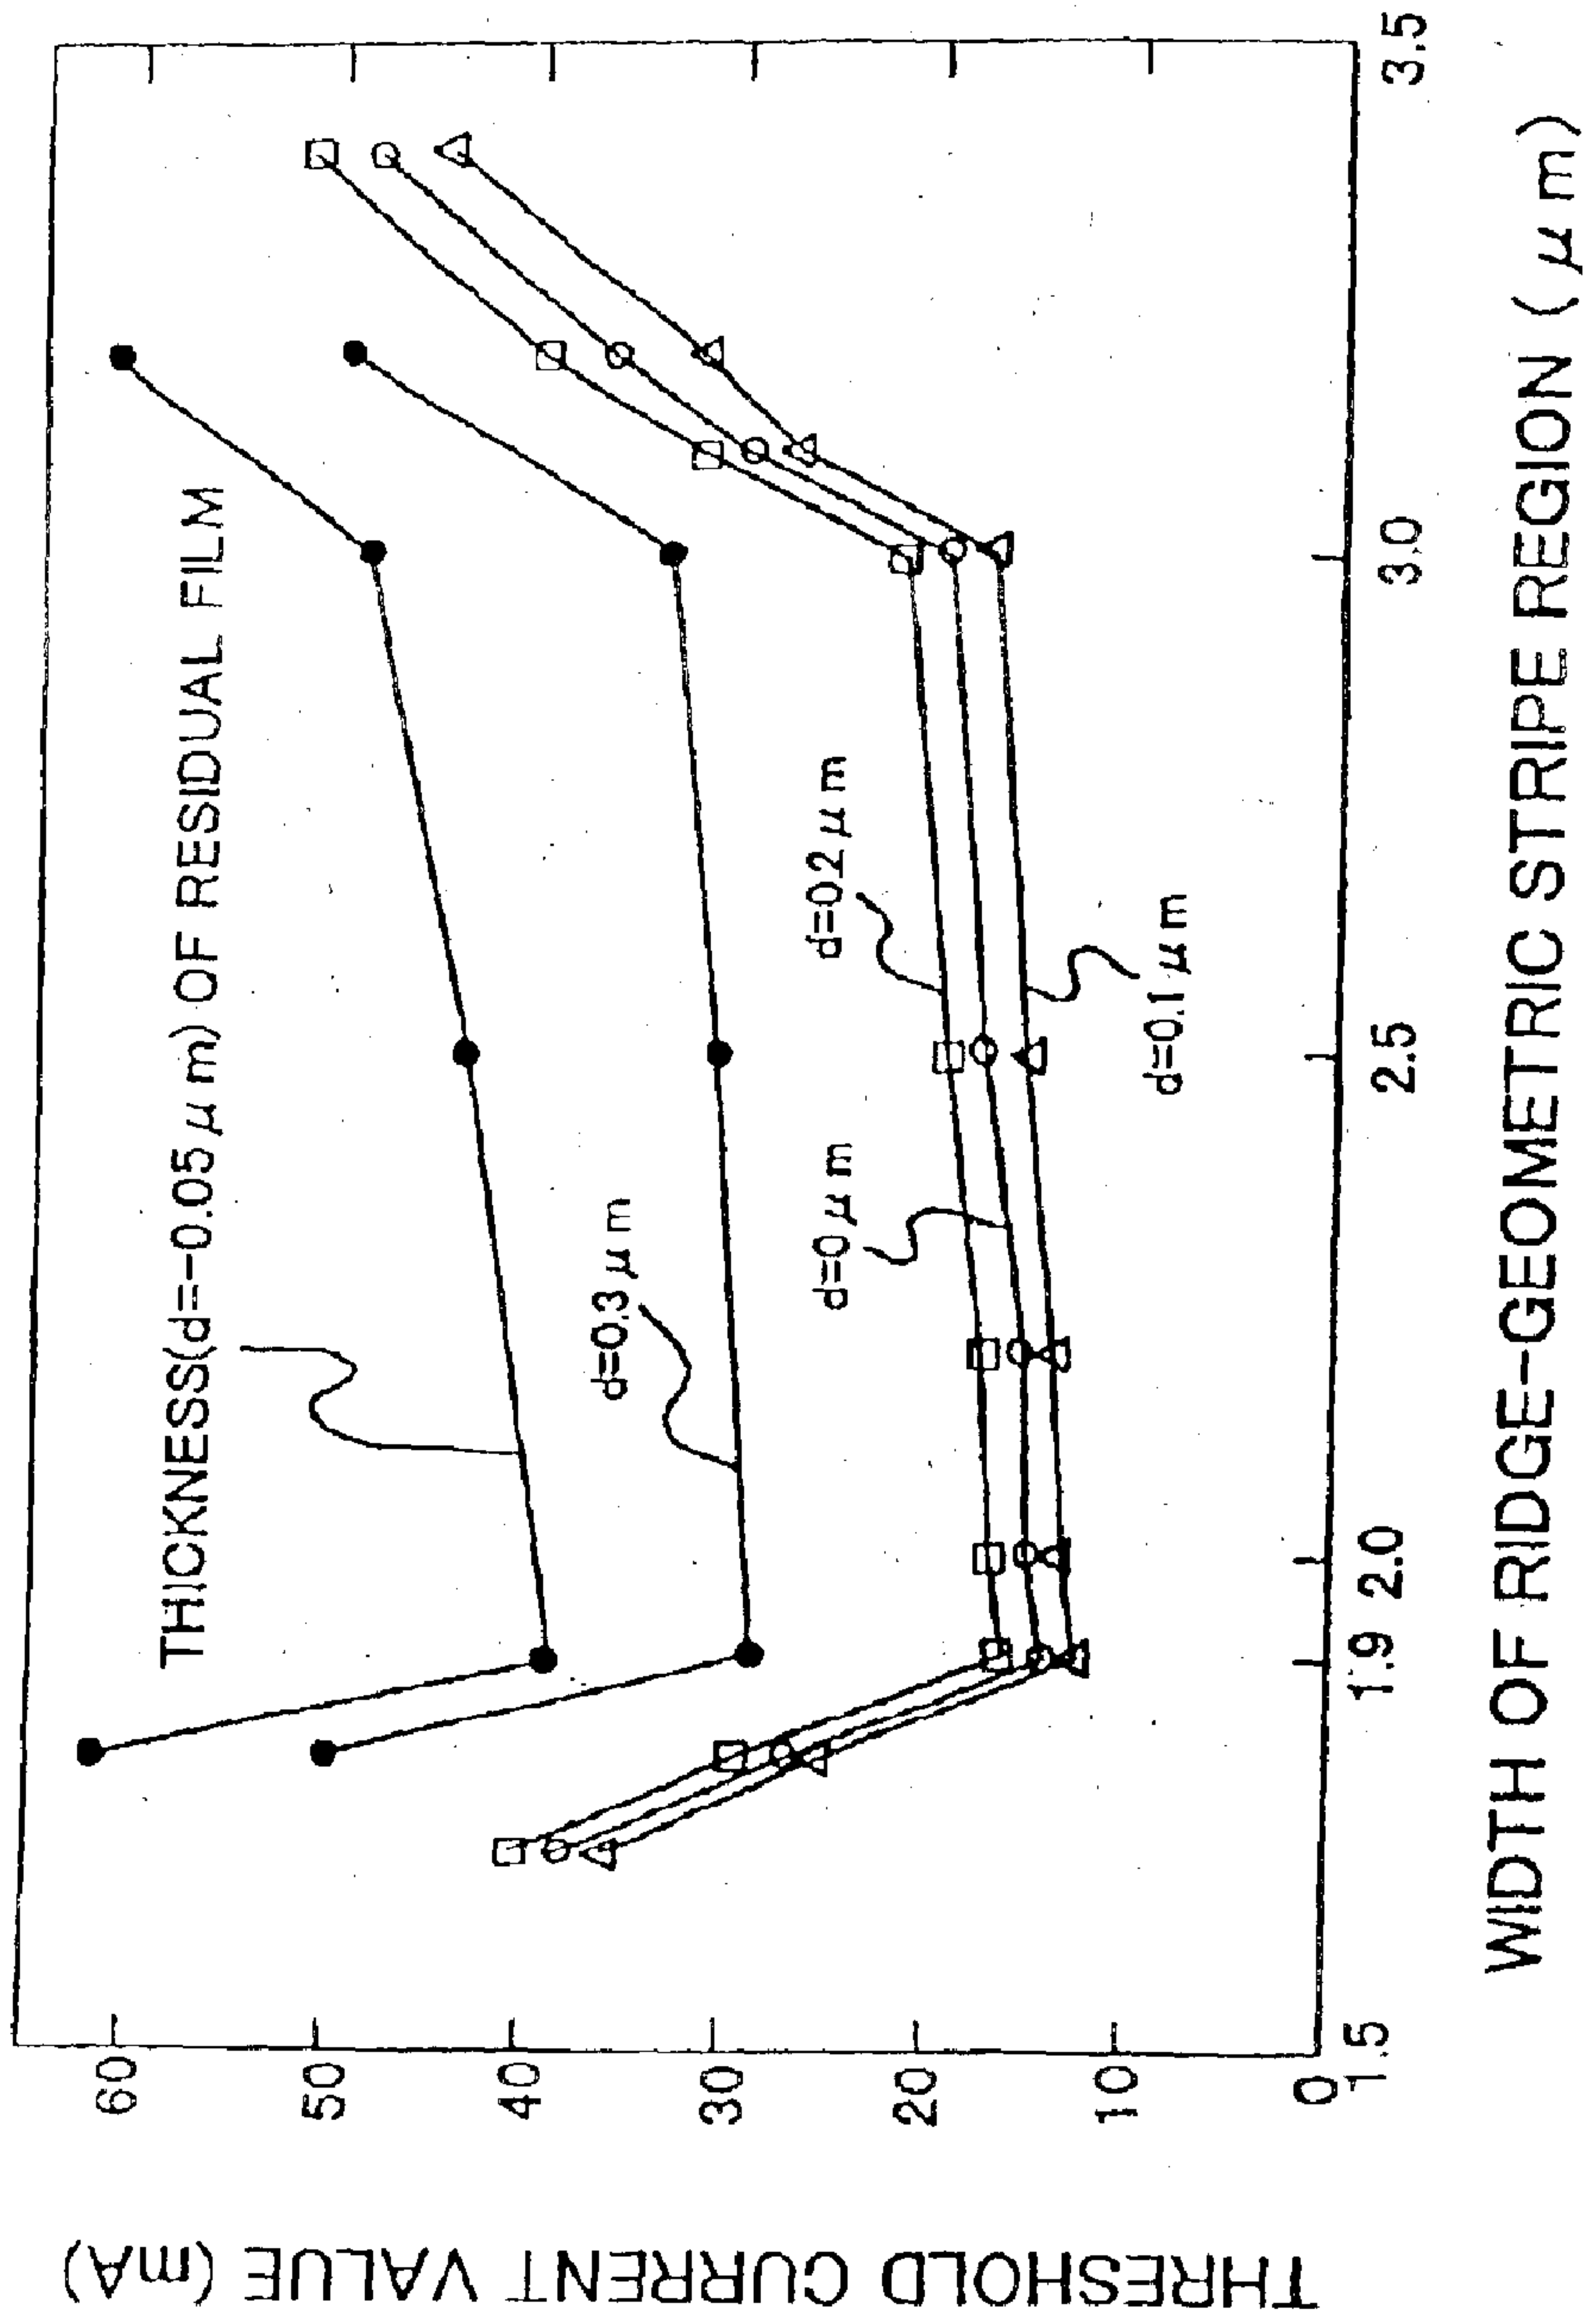 THRESHOLD CURRENT VALUE (mA)
60
50
40
30
20
10
0
THICKNESS(d=-0.05μm) OF RESIDUAL FILM
d=0.3μm
d=0μm
d=0.2μm
d=0.1μm
1.5
1.9
2.0
2.5
3.0
3.5
WIDTH OF RIDGE-GEOMETRIC STRIPE REGION (μm)